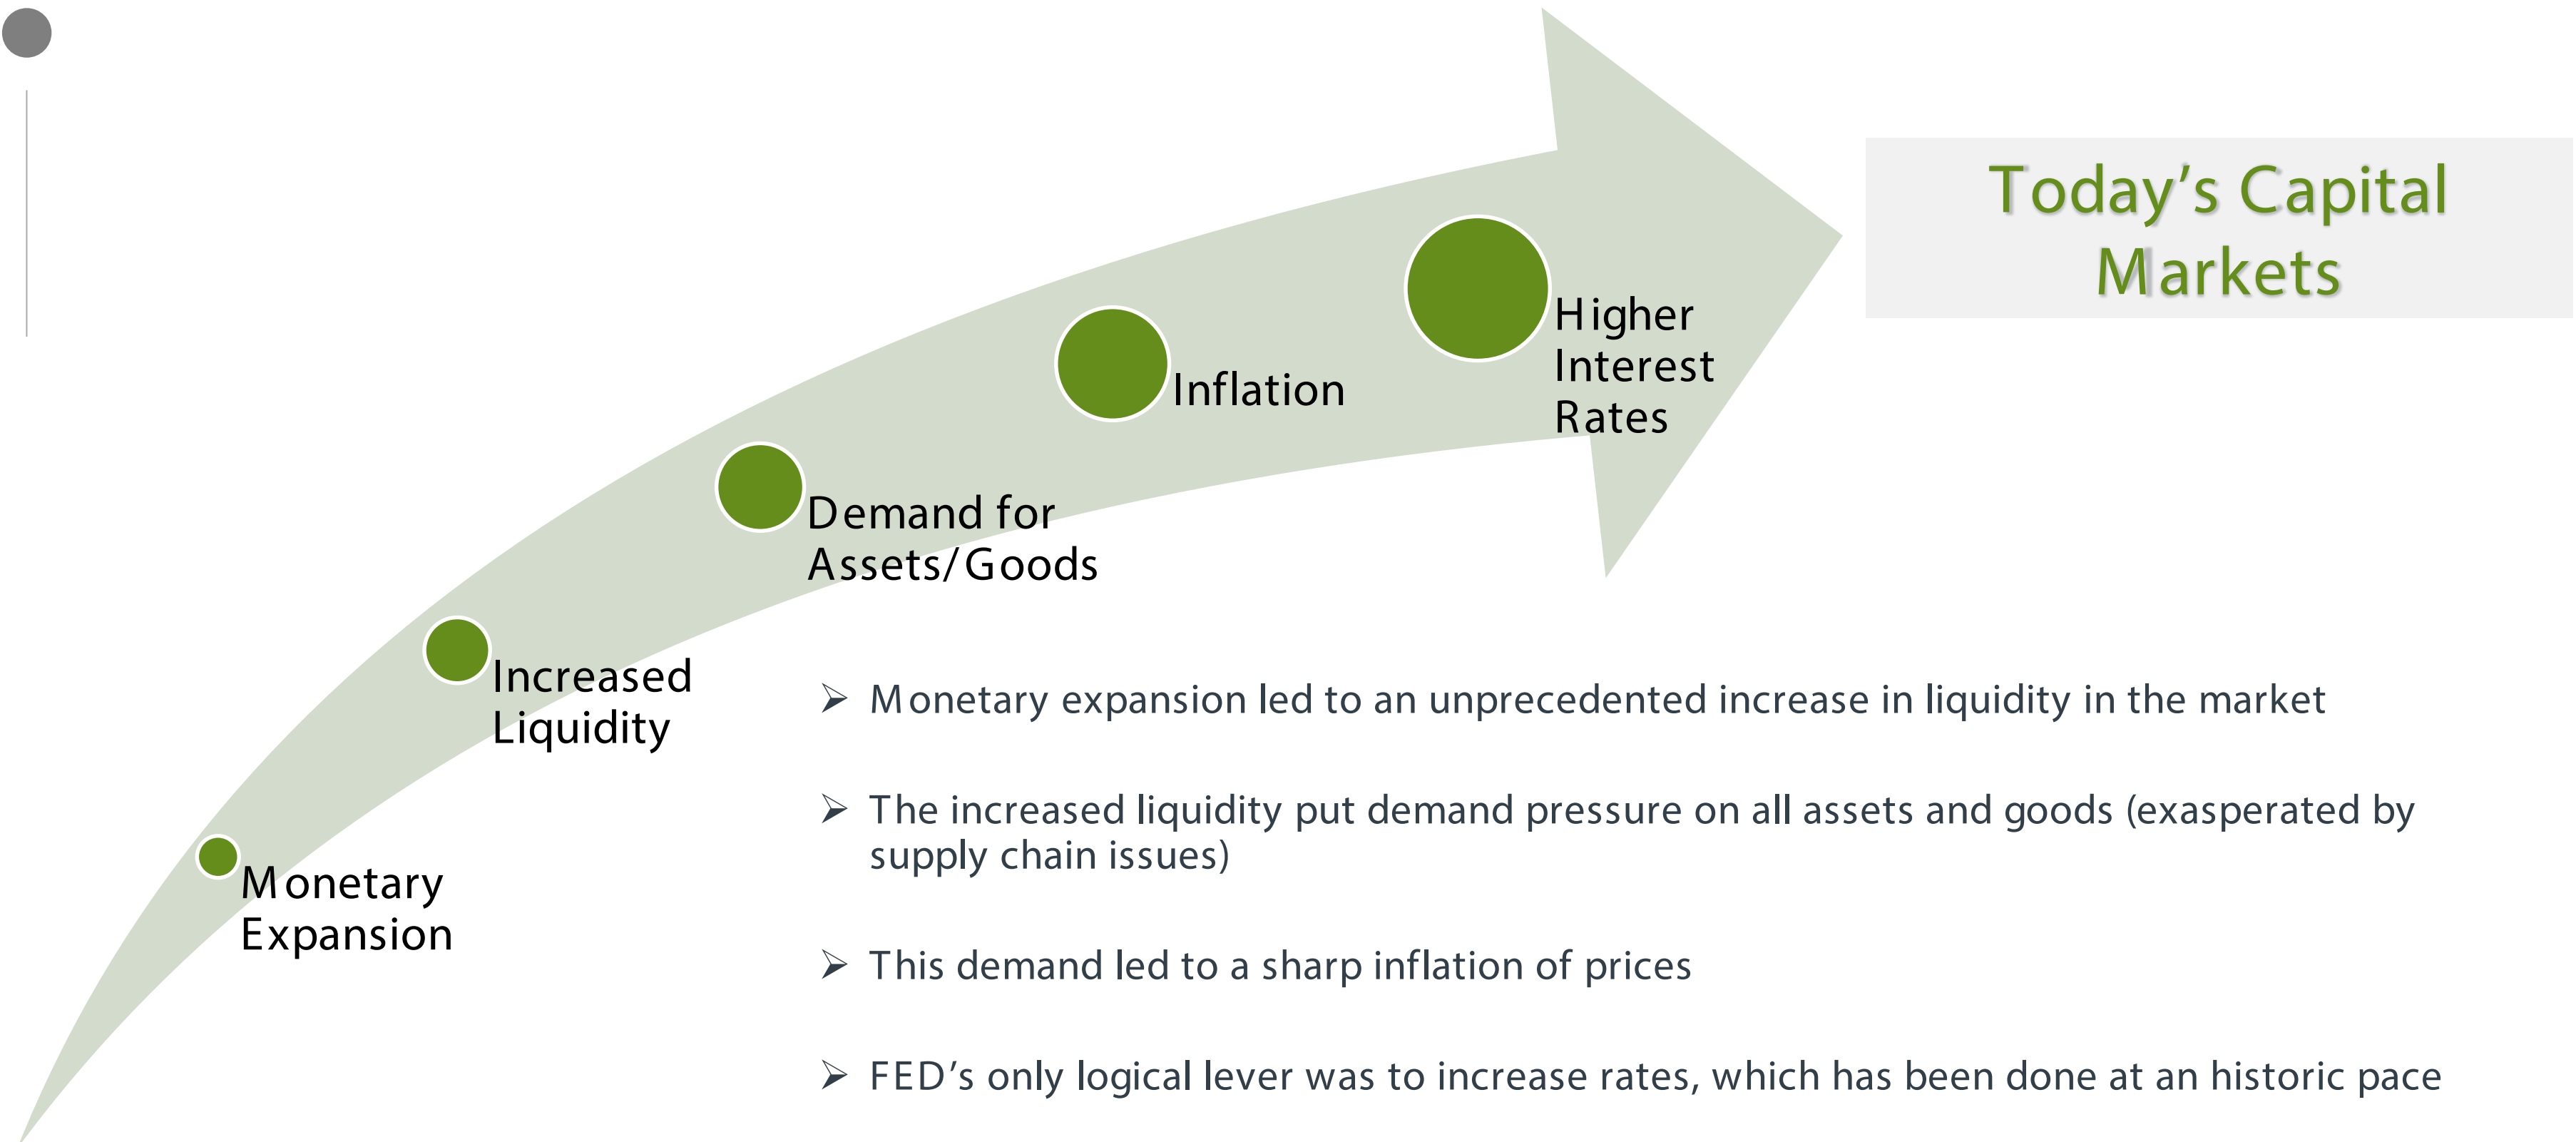 Today’s Capital
Markets
Higher
Interest
Rates
Inflation
Demand for
Assets/Goods
Increased
Liquidity
Monetary
Expansion
➢ Monetary expansion led to an unprecedented increase in liquidity in the market
➢ The increased liquidity put demand pressure on all assets and goods (exasperated by
supply chain issues)
➢ This demand led to a sharp inflation of prices
➢ FED’s only logical lever was to increase rates, which has been done at an historic pace